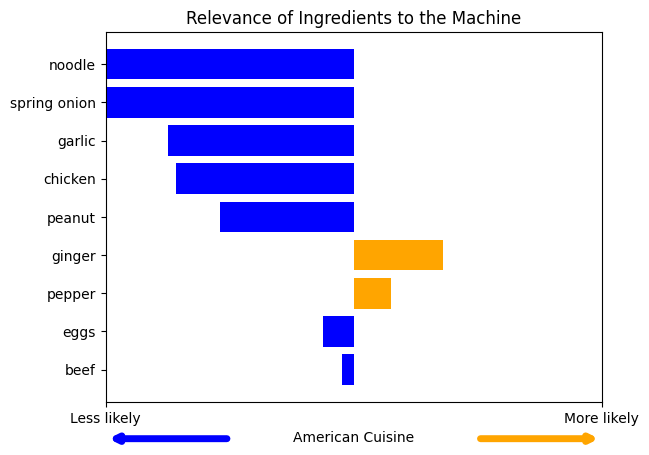 Relevance of Ingredients to the Machine
noodle
spring onion
garlic
chicken
peanut
ginger
pepper
eggs
beef
Less likely
More likely
American Cuisine